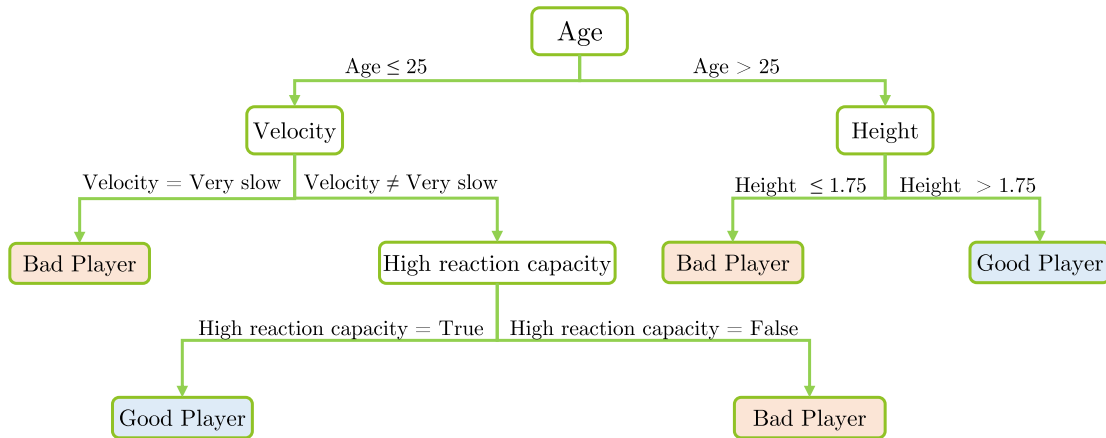 Age
Age ≤ 25
Age > 25
Velocity
Height
Velocity = Very slow
Velocity ≠ Very slow
Height ≤ 1.75
Height > 1.75
Bad Player
High reaction capacity
Bad Player
Good Player
High reaction capacity = True
High reaction capacity = False
Good Player
Bad Player